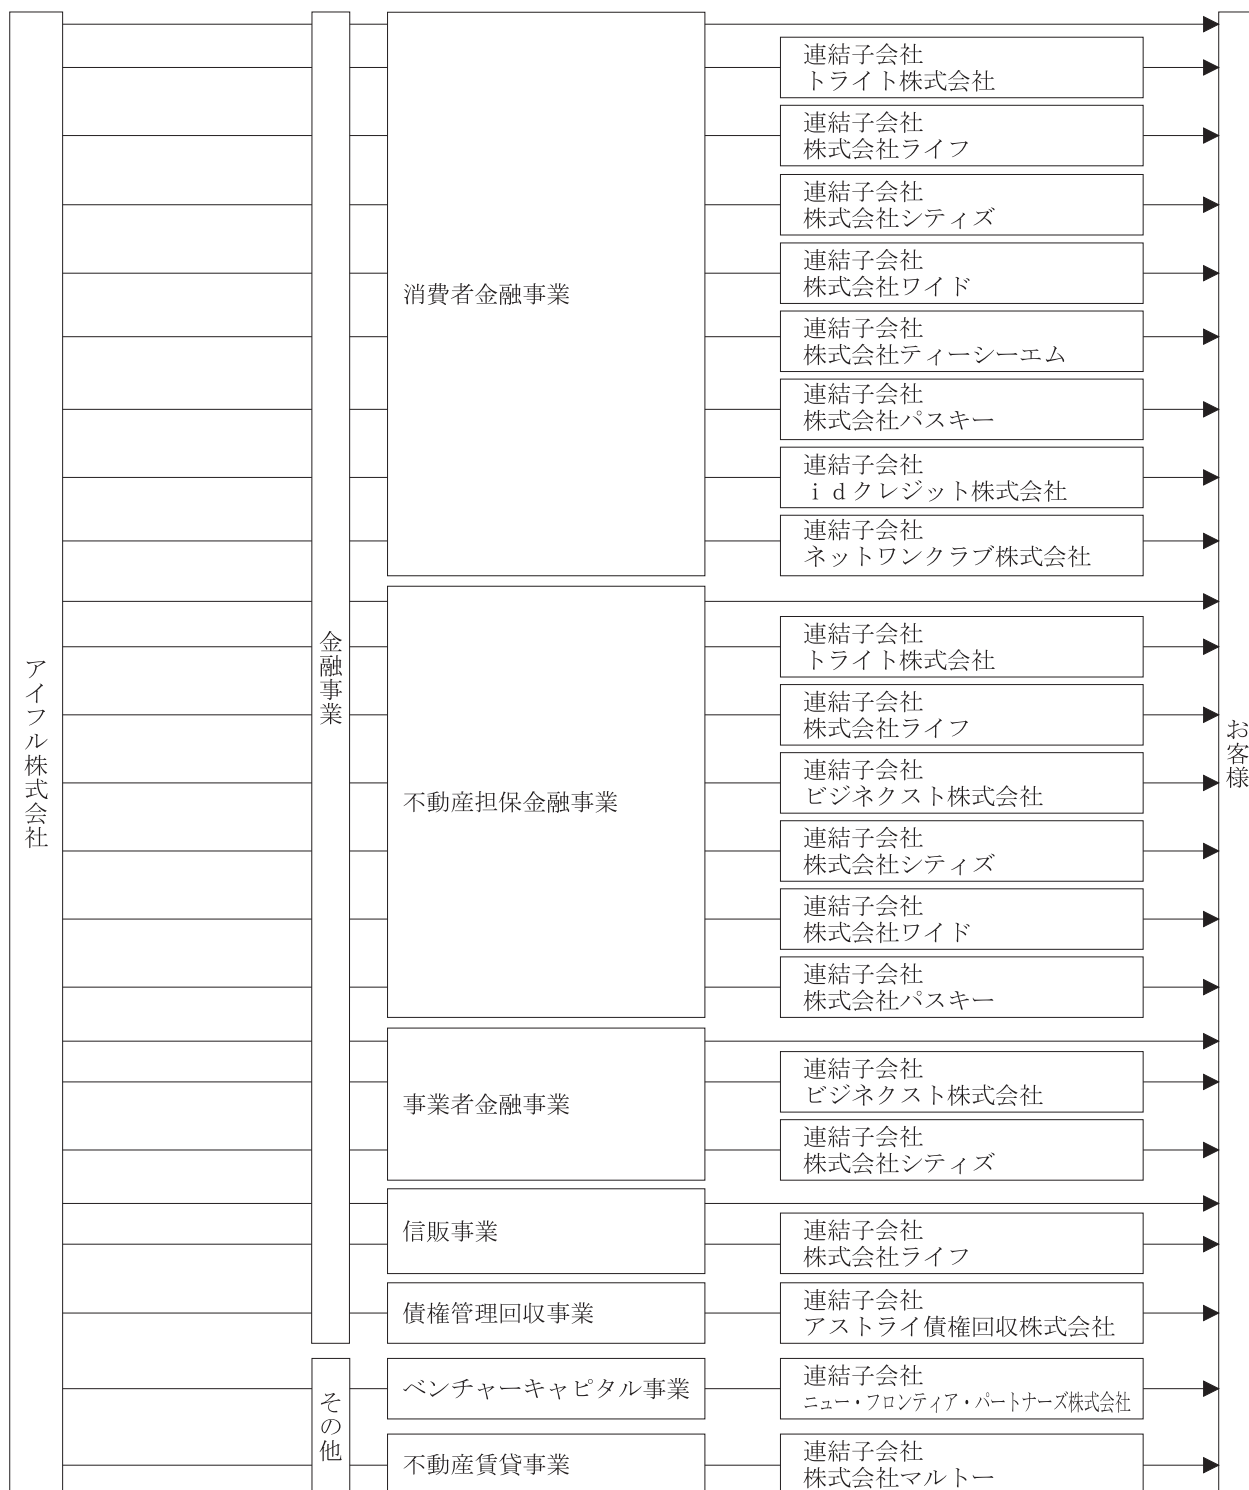 アイフル株式会社
金融事業
消費者金融事業
連結子会社
トライト株式会社
連結子会社
株式会社ライフ
連結子会社
株式会社シティズ
連結子会社
株式会社ワイド
連結子会社
株式会社ティーシーエム
連結子会社
株式会社パスキー
連結子会社
ｉｄクレジット株式会社
連結子会社
ネットワンクラブ株式会社
不動産担保金融事業
連結子会社
トライト株式会社
連結子会社
株式会社ライフ
連結子会社
ビジネクスト株式会社
連結子会社
株式会社シティズ
連結子会社
株式会社ワイド
連結子会社
株式会社パスキー
事業者金融事業
連結子会社
ビジネクスト株式会社
連結子会社
株式会社シティズ
信販事業
連結子会社
株式会社ライフ
債権管理回収事業
連結子会社
アストライ債権回収株式会社
その他
ベンチャーキャピタル事業
連結子会社
ニュー・フロンティア・パートナーズ株式会社
不動産賃貸事業
連結子会社
株式会社マルトー
お客様